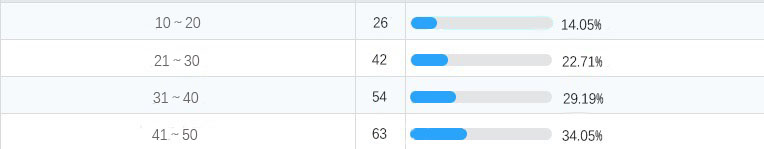 10 ~ 20 26 14.05%
21 ~ 30 42 22.71%
31 ~ 40 54 29.19%
41 ~ 50 63 34.05%